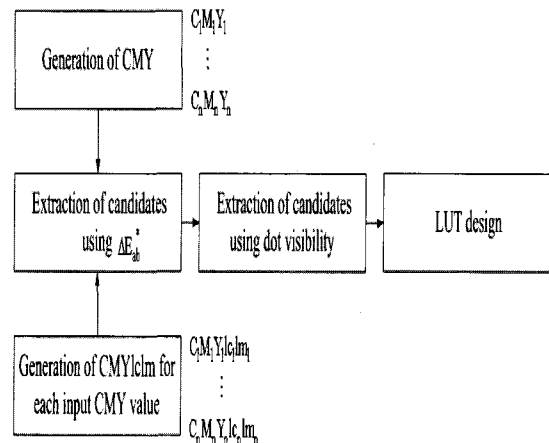 Generation of CMY
C₁M₁Y₁
⋮
CₙMₙYₙ
Extraction of candidates
using ΔE*ab
Extraction of candidates
using dot visibility
LUT design
Generation of CMYlclm for
each input CMY value
C₁M₁Y₁lc₁lm₁
⋮
CₙMₙYₙlcₙlmₙ